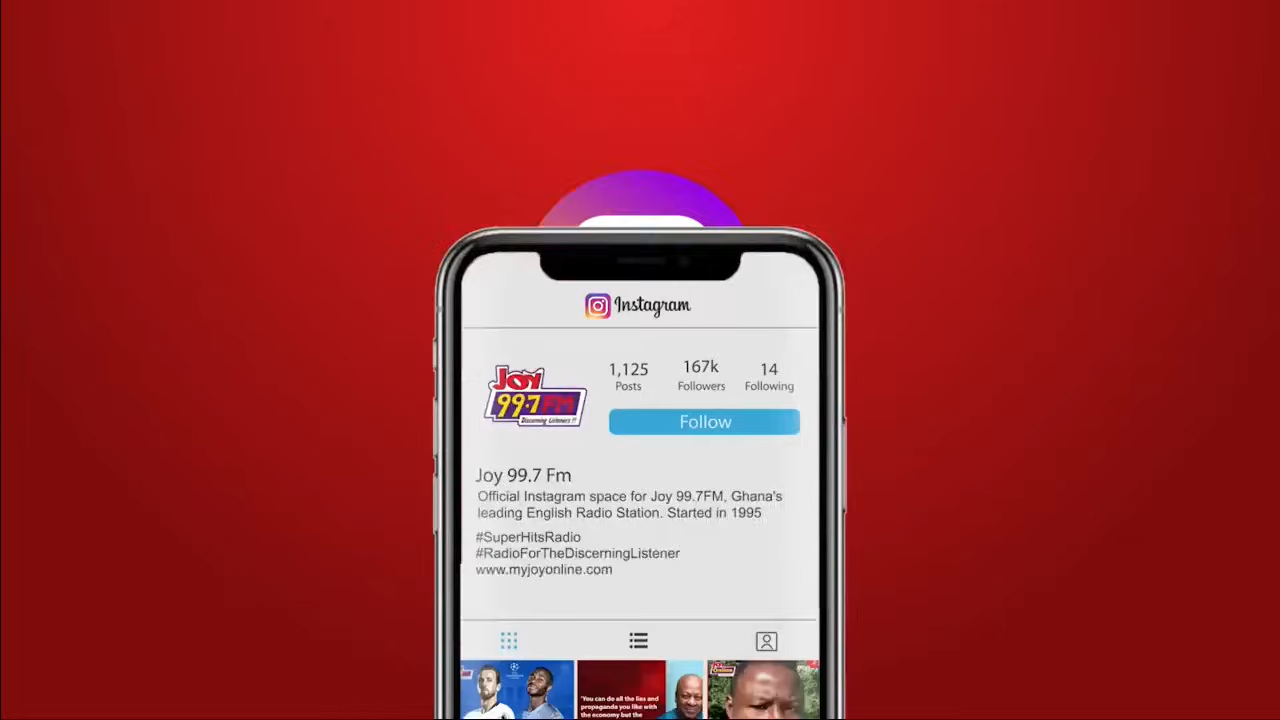 Instagram
JOY
99.7 FM
Discerning Listeners !!
1,125
Posts
167k
Followers
14
Following
Follow
Joy 99.7 Fm
Official Instagram space for Joy 99.7FM, Ghana's
leading English Radio Station. Started in 1995
#SuperHitsRadio
#RadioForTheDiscerningListener
www.myjoyonline.com
"You can do all the lies and
propaganda you like with
the economy but the